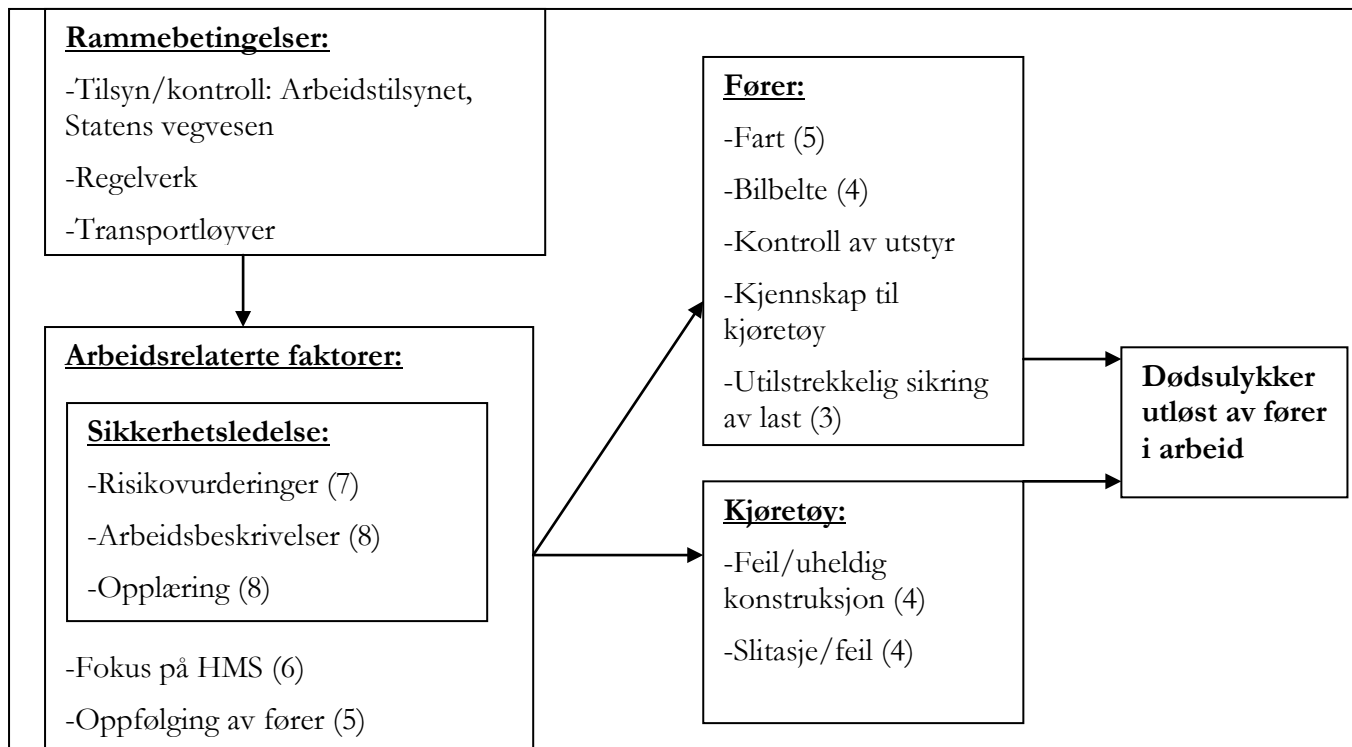 Rammebetingelser:
-Tilsyn/kontroll: Arbeidstilsynet,
Statens vegvesen
-Regelverk
-Transportløyver
Arbeidsrelaterte faktorer:
Sikkerhetsledelse:
-Risikovurderinger (7)
-Arbeidsbeskrivelser (8)
-Opplæring (8)
-Fokus på HMS (6)
-Oppfølging av fører (5)
Fører:
-Fart (5)
-Bilbelte (4)
-Kontroll av utstyr
-Kjennskap til
kjøretøy
-Utilstrekkelig sikring
av last (3)
Kjøretøy:
-Feil/uheldig
konstruksjon (4)
-Slitasje/feil (4)
Dødsulykker
utløst av fører
i arbeid